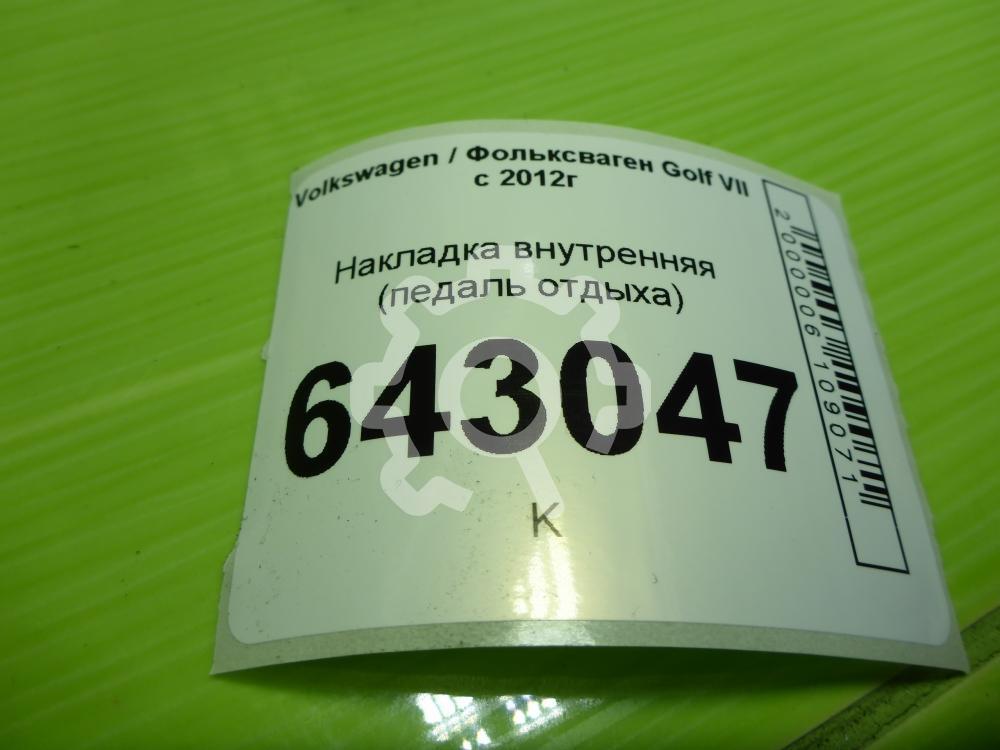 Volkswagen / Фольксваген Golf VII
с 2012г
Накладка внутренняя
(педаль отдыха)
643047
К
2000006109071